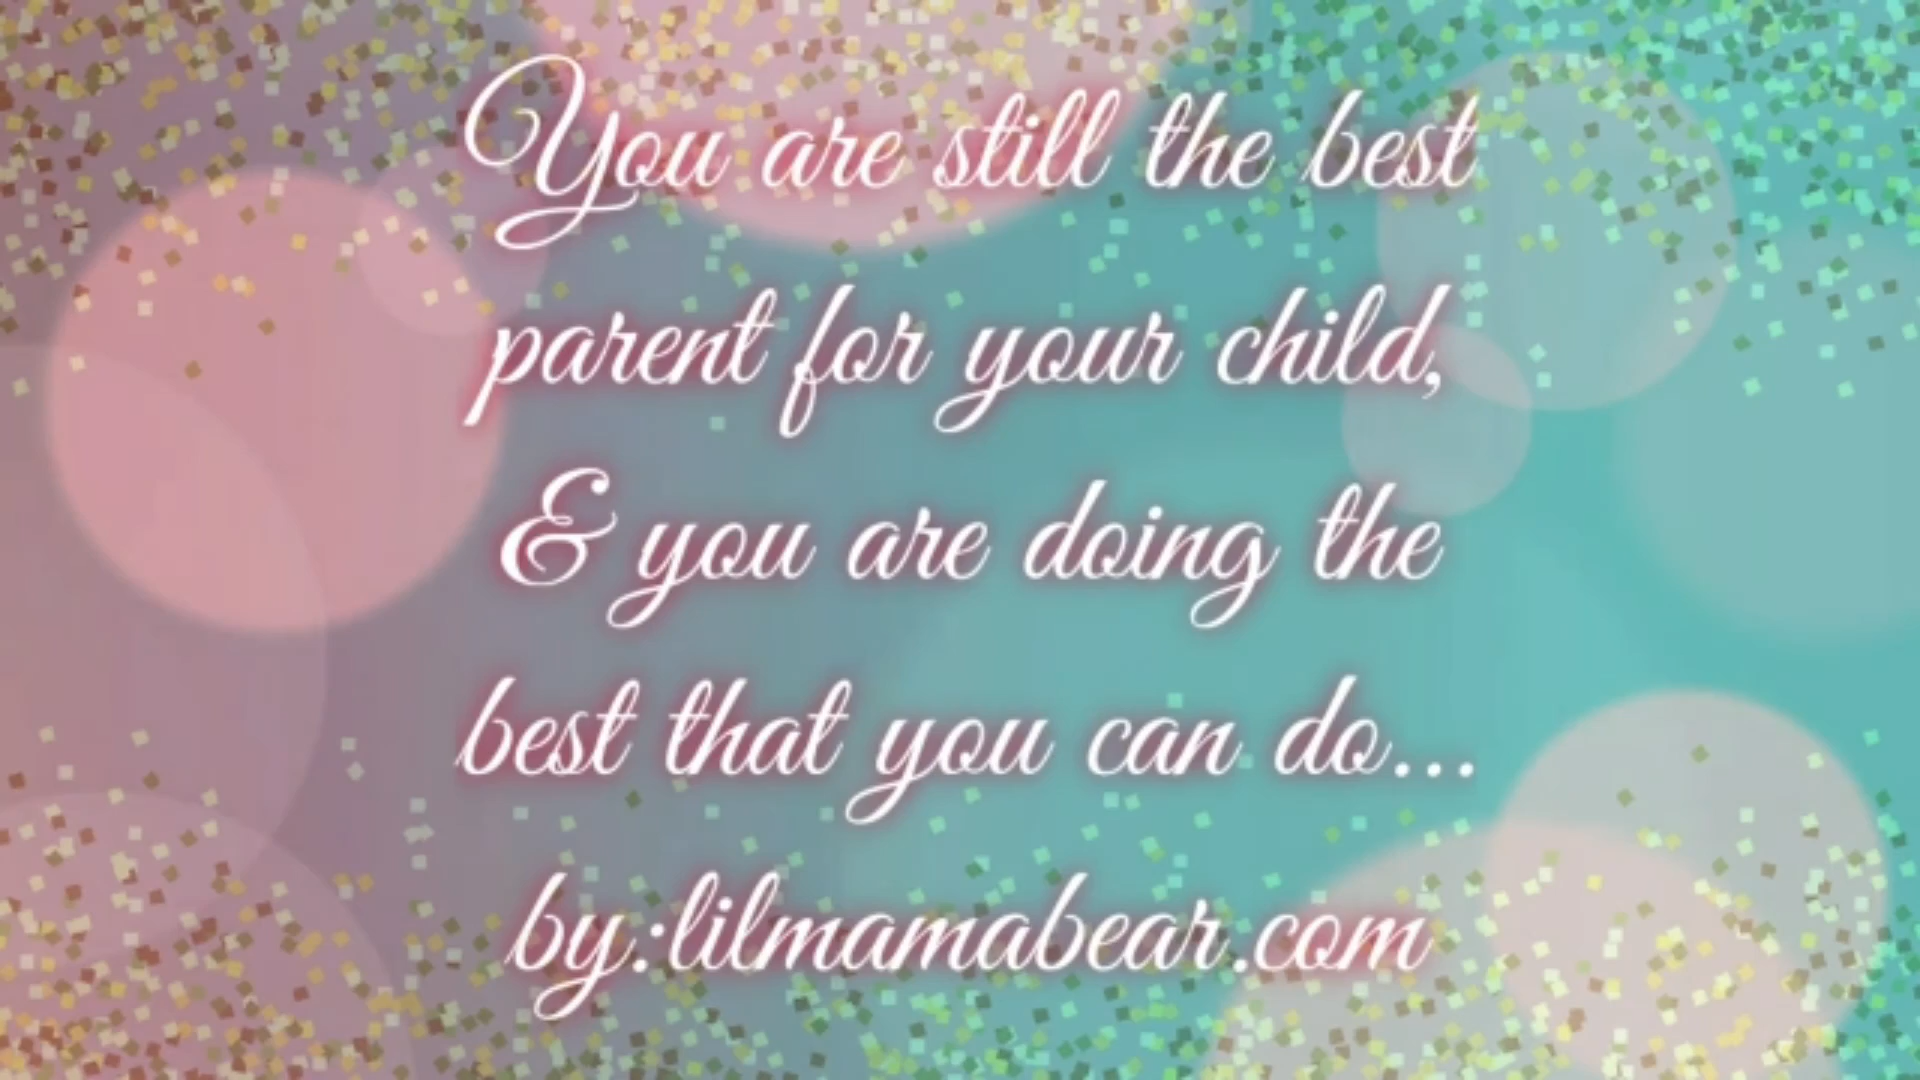 You are still the best
parent for your child,
& you are doing the
best that you can do...
by:lilmamabear.com